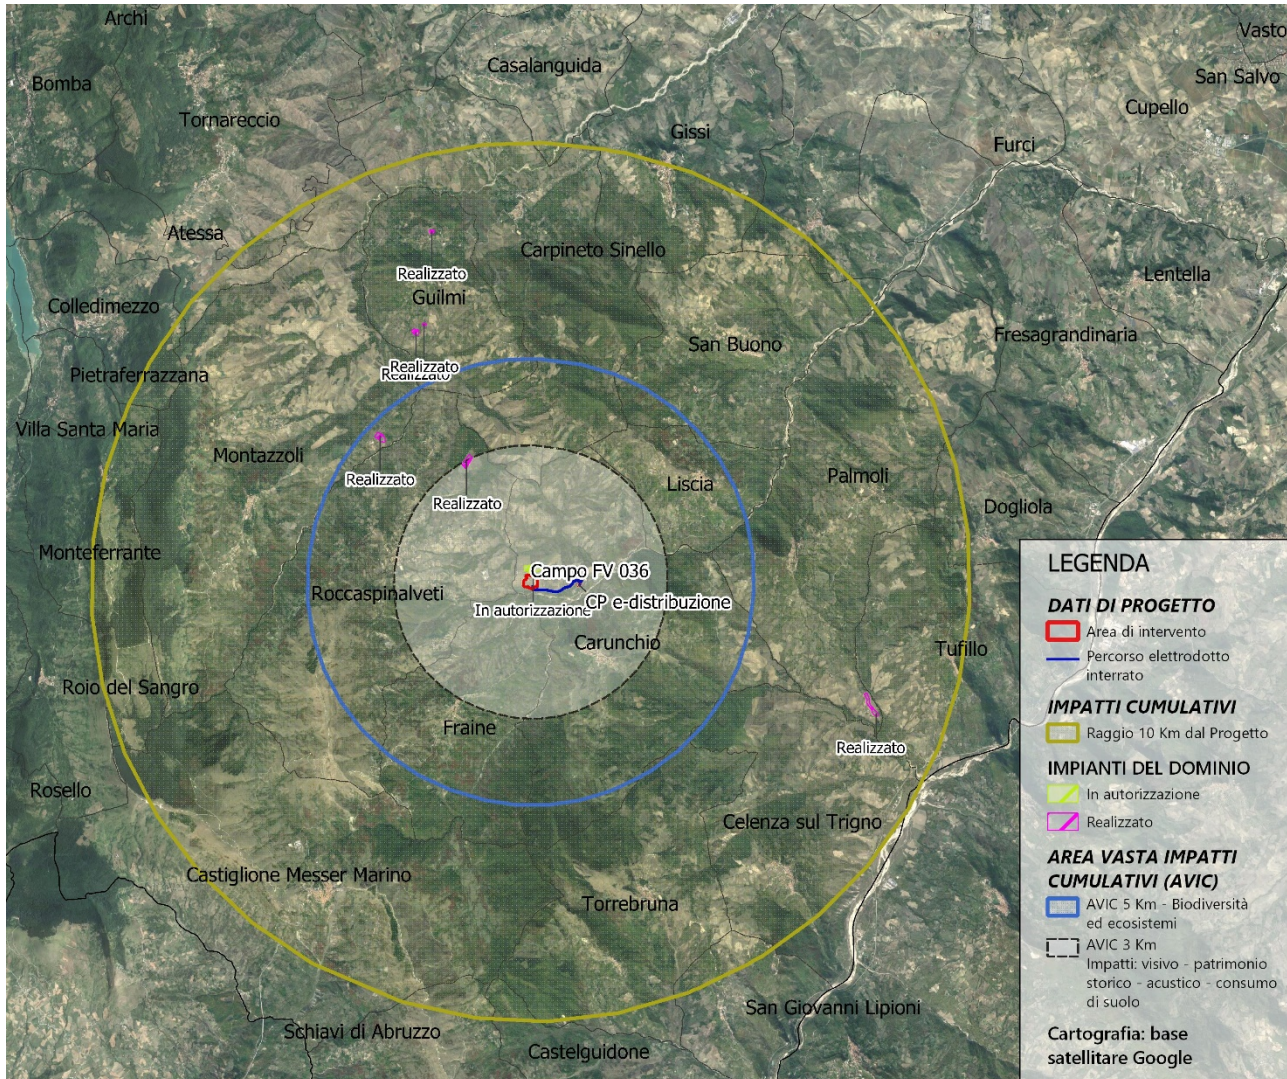 Archi
Vasto
Bomba
Casalanguida
San Salvo
Cupello
Tornareccio
Gissi
Furci
Atessa
Carpineto Sinello
Realizzato
Lentella
Guilmi
Colledimezzo
Fresagrandinaria
San Buono
Realizzato
Realizzato
Pietraferrazzana
Villa Santa Maria
Montazzoli
Realizzato
Palmoli
Liscia
Realizzato
Dogliola
Monteferrante
Campo FV 036
Roccaspinalveti
In autorizzazione
CP e-distribuzione
Carunchio
Tufillo
Roio del Sangro
Fraine
Realizzato
Rosello
Celenza sul Trigno
Castiglione Messer Marino
Torrebruna
San Giovanni Lipioni
Schiavi di Abruzzo
Castelguidone
LEGENDA
DATI DI PROGETTO
Area di intervento
Percorso elettrodotto
interrato
IMPATTI CUMULATIVI
Raggio 10 Km dal Progetto
IMPIANTI DEL DOMINIO
In autorizzazione
Realizzato
AREA VASTA IMPATTI
CUMULATIVI (AVIC)
AVIC 5 Km - Biodiversità
ed ecosistemi
AVIC 3 Km
Impatti: visivo - patrimonio
storico - acustico - consumo
di suolo
Cartografia: base
satellitare Google